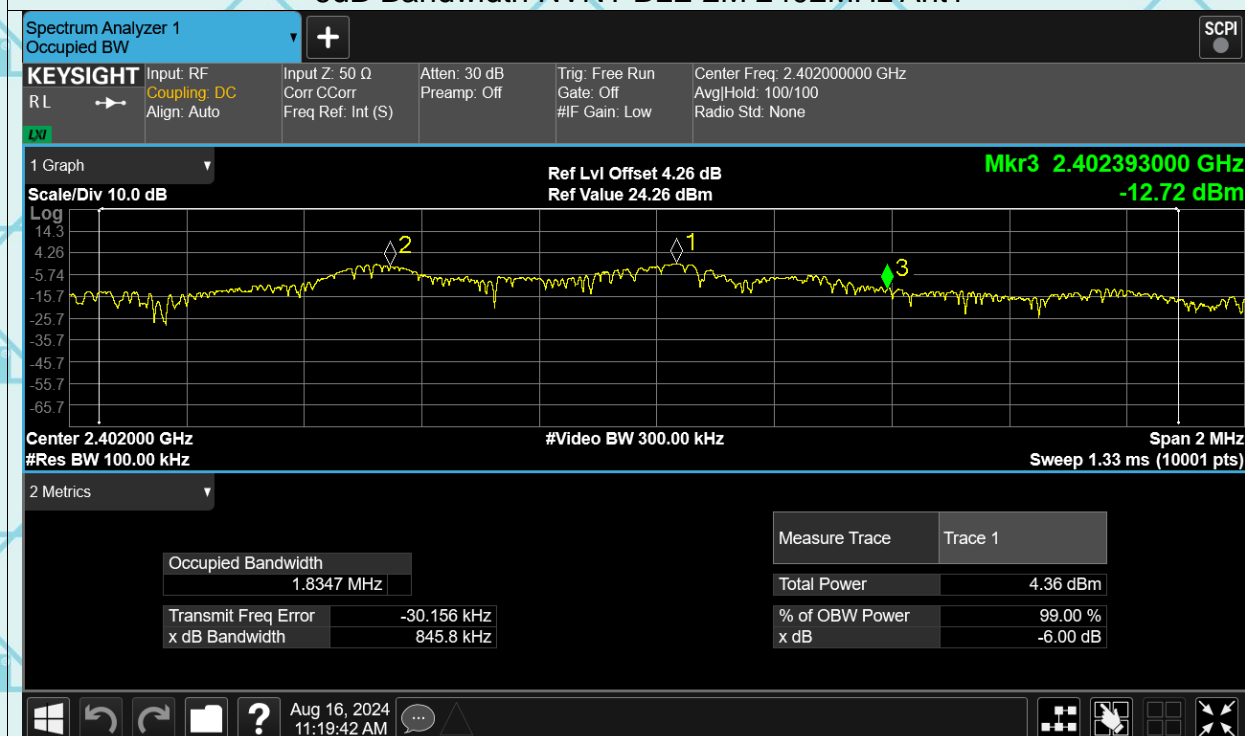 Spectrum Analyzer 1
Occupied BW
+
SCPI
KEYSIGHT
R L
LXI
Input: RF
Coupling: DC
Align: Auto
Input Z: 50 Ω
Corr CCorr
Freq Ref: Int (S)
Atten: 30 dB
Preamp: Off
Trig: Free Run
Gate: Off
#IF Gain: Low
Center Freq: 2.402000000 GHz
Avg|Hold: 100/100
Radio Std: None
1 Graph
Scale/Div 10.0 dB
Ref Lvl Offset 4.26 dB
Ref Value 24.26 dBm
Mkr3 2.402393000 GHz
-12.72 dBm
Log
14.3
4.26
-5.74
-15.7
-25.7
-35.7
-45.7
-55.7
-65.7
2
1
3
Center 2.402000 GHz
#Video BW 300.00 kHz
Span 2 MHz
#Res BW 100.00 kHz
Sweep 1.33 ms (10001 pts)
2 Metrics
Measure Trace Trace 1
Occupied Bandwidth
1.8347 MHz
Total Power 4.36 dBm
Transmit Freq Error -30.156 kHz
% of OBW Power 99.00 %
x dB Bandwidth 845.8 kHz
x dB -6.00 dB
?
Aug 16, 2024
11:19:42 AM